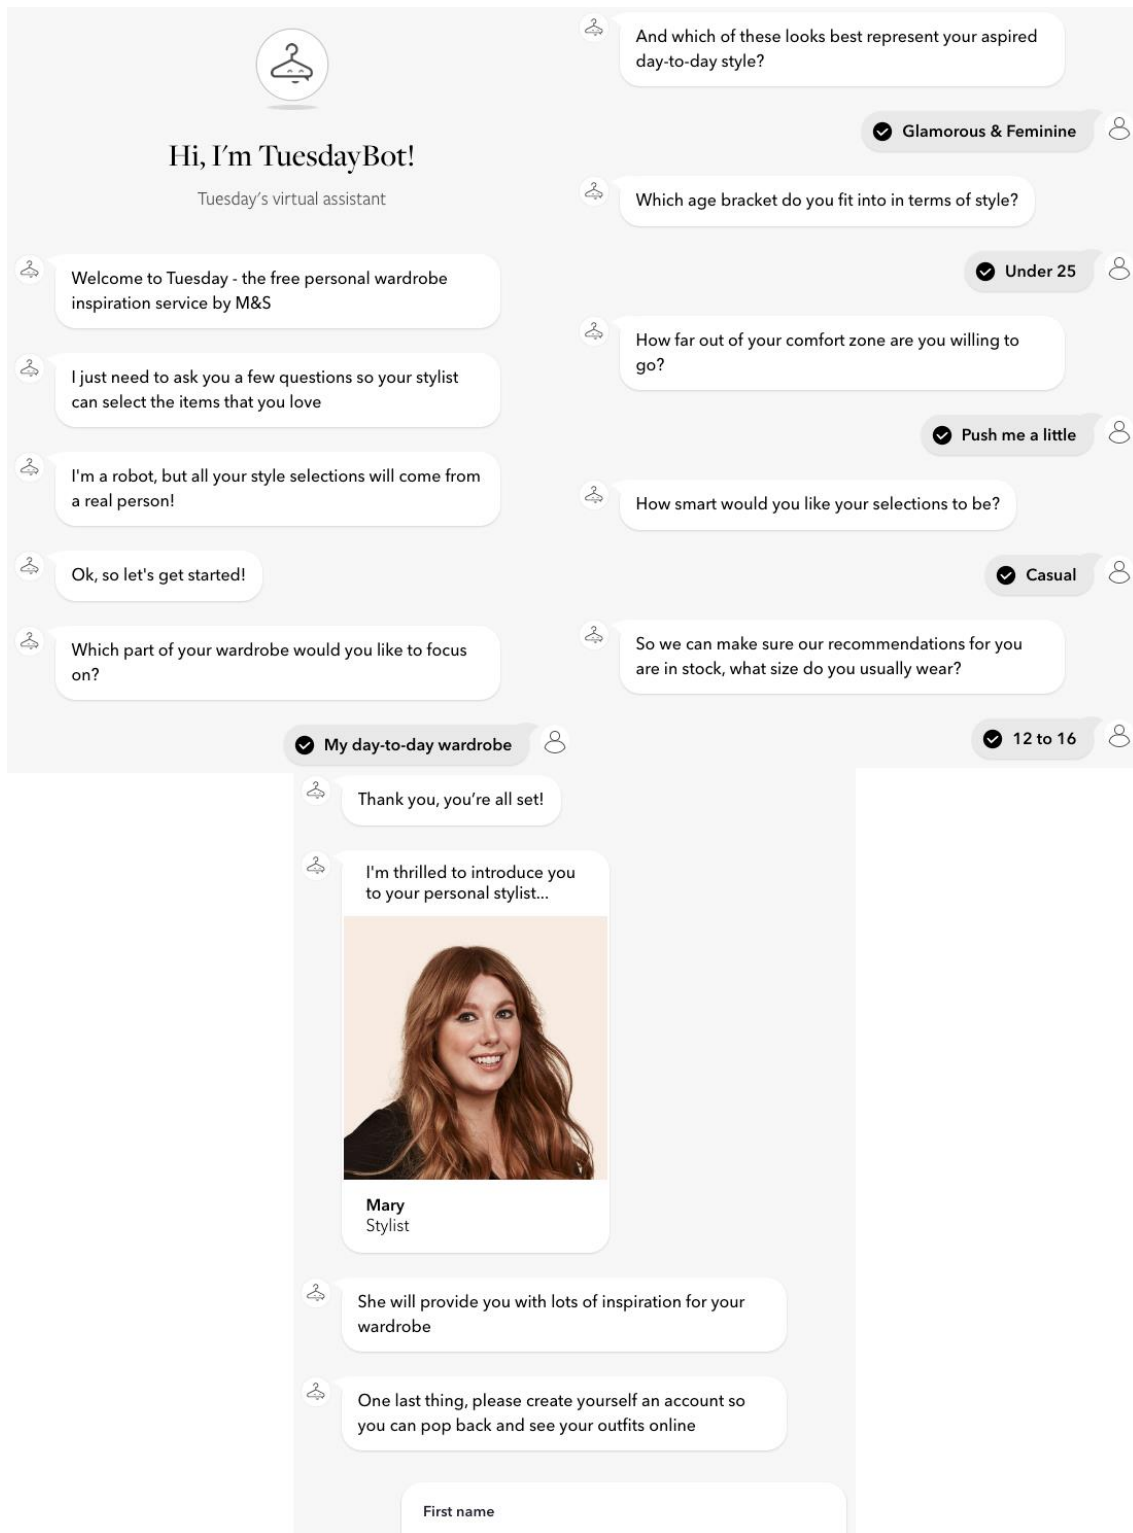 Hi, I'm TuesdayBot!
Tuesday's virtual assistant
Welcome to Tuesday - the free personal wardrobe
inspiration service by M&S
I just need to ask you a few questions so your stylist
can select the items that you love
I'm a robot, but all your style selections will come from
a real person!
Ok, so let's get started!
Which part of your wardrobe would you like to focus
on?
My day-to-day wardrobe
And which of these looks best represent your aspired
day-to-day style?
Glamorous & Feminine
Which age bracket do you fit into in terms of style?
Under 25
How far out of your comfort zone are you willing to
go?
Push me a little
How smart would you like your selections to be?
Casual
So we can make sure our recommendations for you
are in stock, what size do you usually wear?
12 to 16
Thank you, you're all set!
I'm thrilled to introduce you
to your personal stylist...
Mary
Stylist
She will provide you with lots of inspiration for your
wardrobe
One last thing, please create yourself an account so
you can pop back and see your outfits online
First name